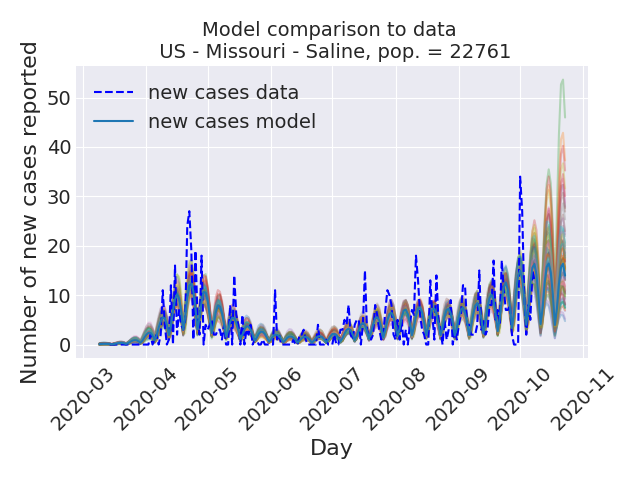 Model comparison to data
US - Missouri - Saline, pop. = 22761
Number of new cases reported
50
40
30
20
10
0
new cases data
new cases model
2020-03
2020-04
2020-05
2020-06
2020-07
2020-08
2020-09
2020-10
2020-11
Day